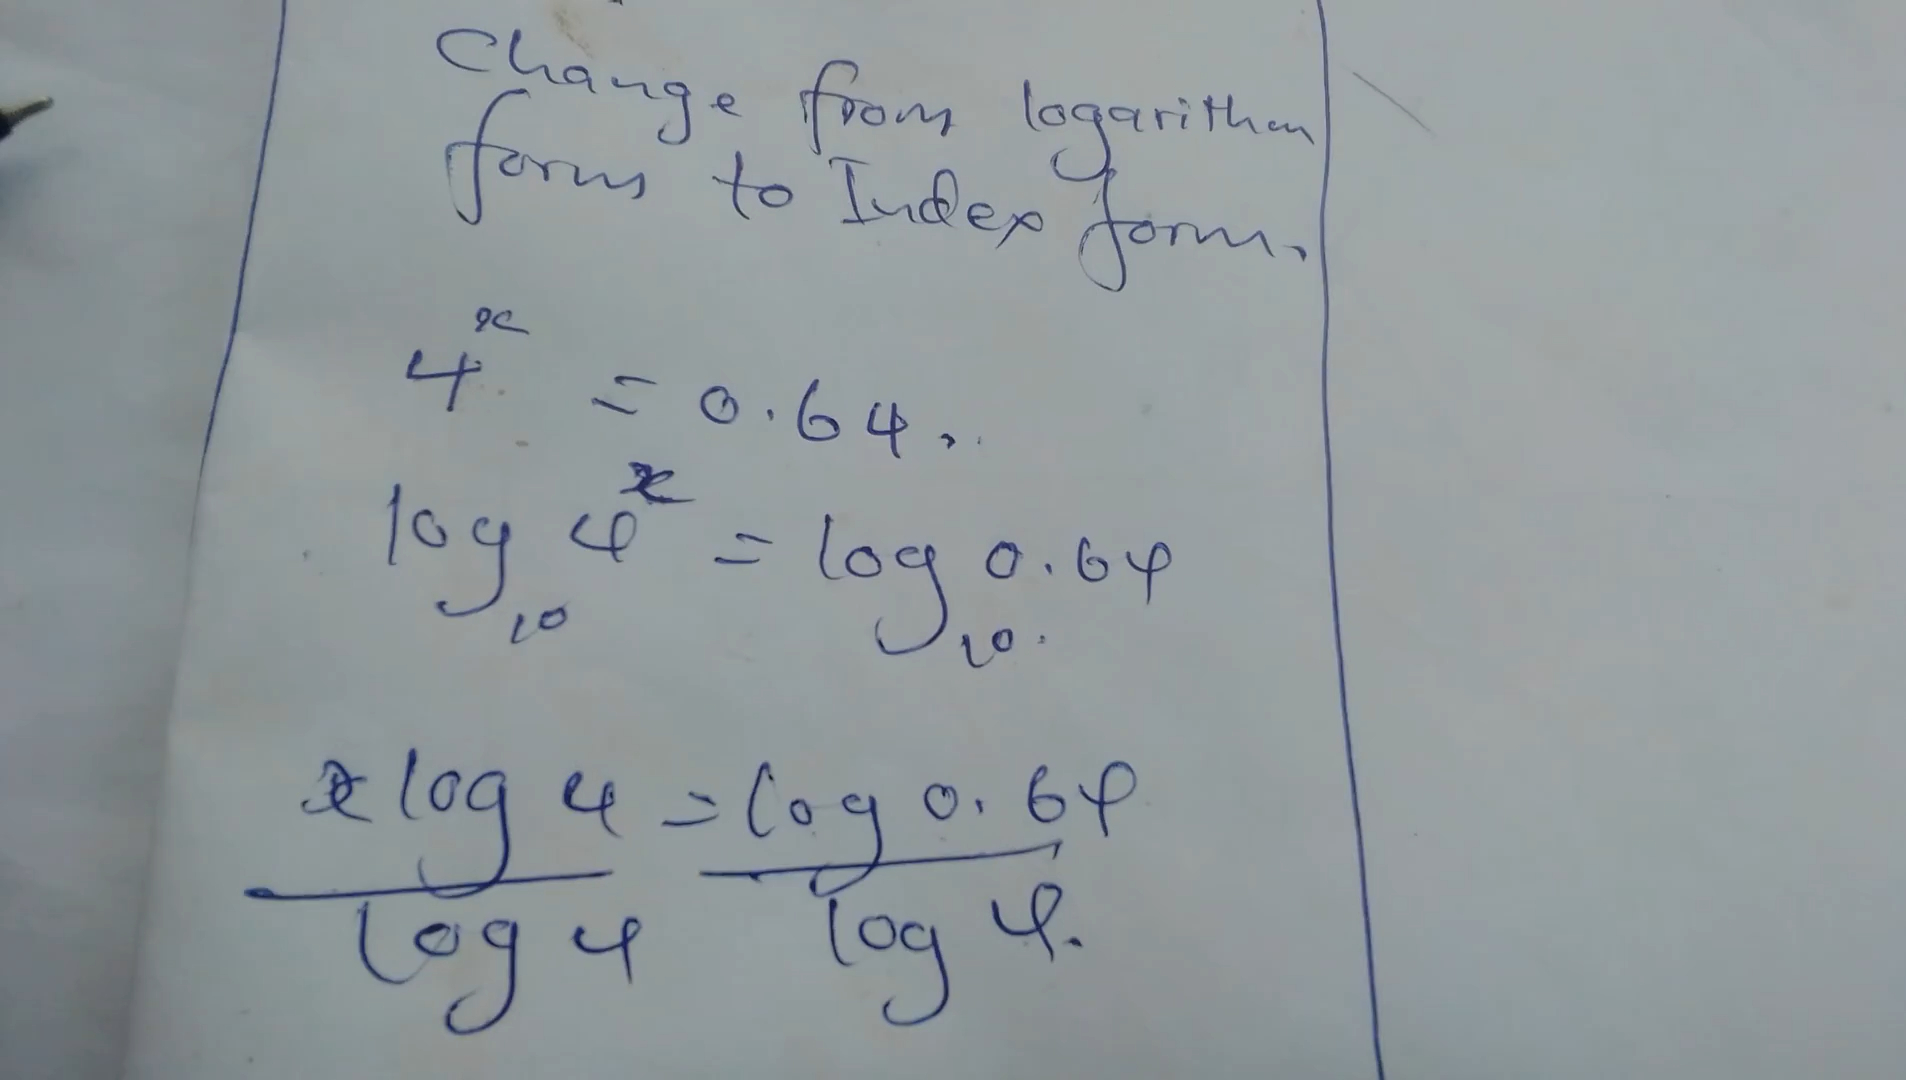 Change from logarithm
form to Index form.
4^x = 0.64.
log₁₀ 4^x = log₁₀ 0.64
x log 4 = log 0.64
log 4 log 4.